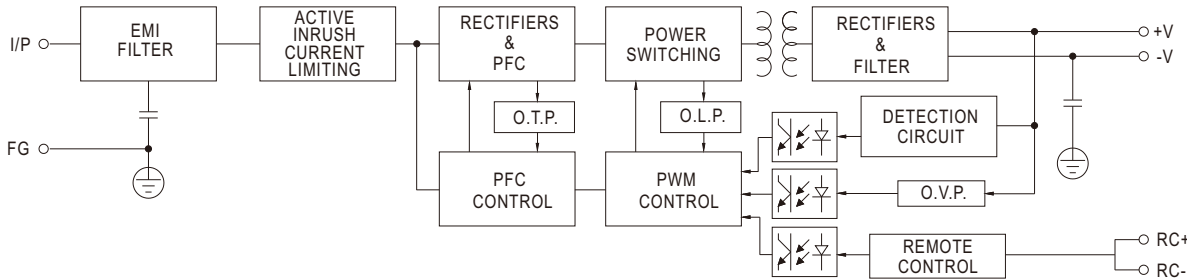 I/P
EMI
FILTER
ACTIVE
INRUSH
CURRENT
LIMITING
RECTIFIERS
&
PFC
POWER
SWITCHING
RECTIFIERS
&
FILTER
+V
-V
O.T.P.
O.L.P.
DETECTION
CIRCUIT
FG
PFC
CONTROL
PWM
CONTROL
O.V.P.
REMOTE
CONTROL
RC+
RC-